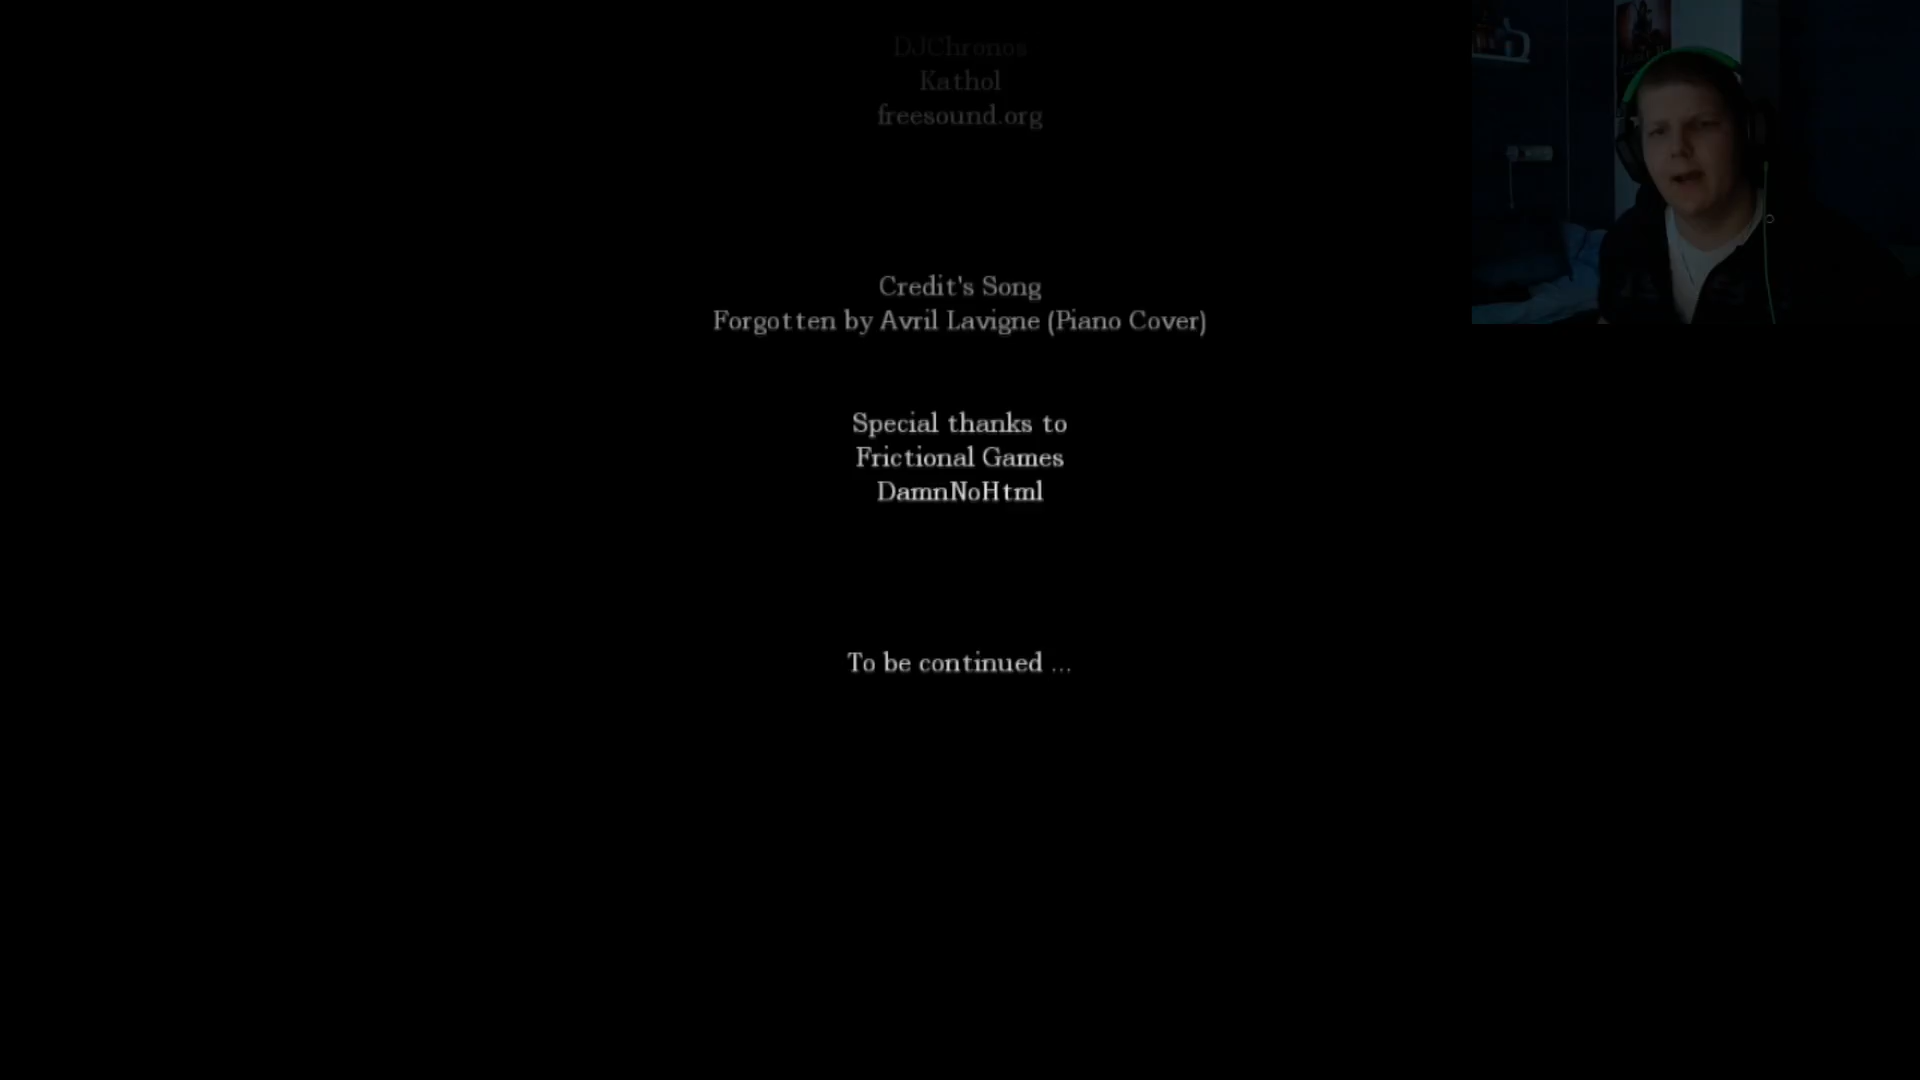 DJChronos
Kathol
freesound.org
Credit's Song
Forgotten by Avril Lavigne (Piano Cover)
Special thanks to
Frictional Games
DamnNoHtml
To be continued ...